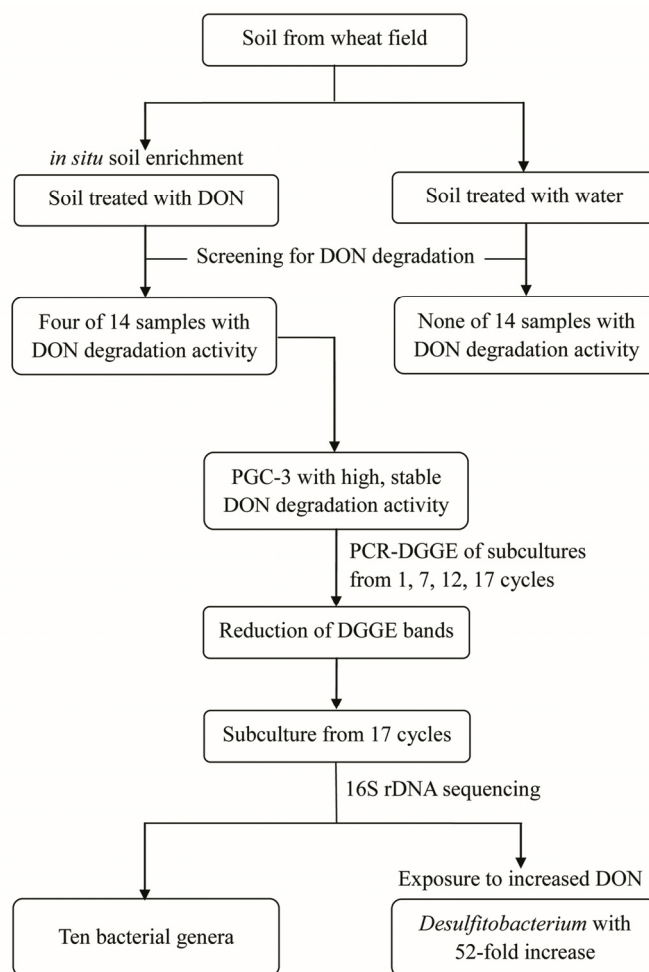 Soil from wheat field
in situ soil enrichment
Soil treated with DON
Soil treated with water
Screening for DON degradation
Four of 14 samples with
DON degradation activity
None of 14 samples with
DON degradation activity
PGC-3 with high, stable
DON degradation activity
PCR-DGGE of subcultures
from 1, 7, 12, 17 cycles
Reduction of DGGE bands
Subculture from 17 cycles
16S rDNA sequencing
Ten bacterial genera
Exposure to increased DON
Desulfitobacterium with
52-fold increase